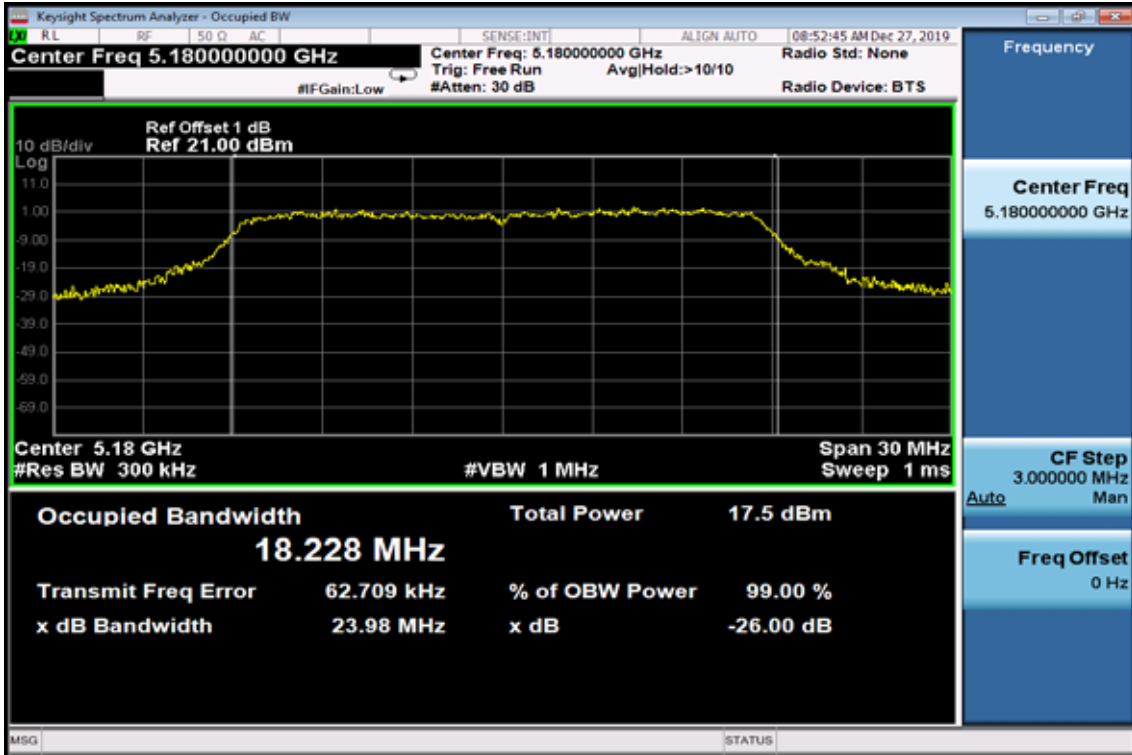 Keysight Spectrum Analyzer - Occupied BW
LXI RL RF 50 Ω AC SENSE:INT ALIGN AUTO 08:52:45 AM Dec 27, 2019
Center Freq 5.180000000 GHz
Center Freq: 5.180000000 GHz
Radio Std: None
Trig: Free Run Avg|Hold:>10/10
#IFGain:Low
#Atten: 30 dB
Radio Device: BTS
Ref Offset 1 dB
10 dB/div Ref 21.00 dBm
Log
11.0
1.00
-9.00
-19.0
-29.0
-39.0
-49.0
-59.0
-69.0
Center 5.18 GHz Span 30 MHz
#Res BW 300 kHz #VBW 1 MHz Sweep 1 ms
Occupied Bandwidth Total Power 17.5 dBm
18.228 MHz
Transmit Freq Error 62.709 kHz % of OBW Power 99.00 %
x dB Bandwidth 23.98 MHz x dB -26.00 dB
Frequency
Center Freq
5.180000000 GHz
CF Step
3.000000 MHz
Auto Man
Freq Offset
0 Hz
MSG STATUS